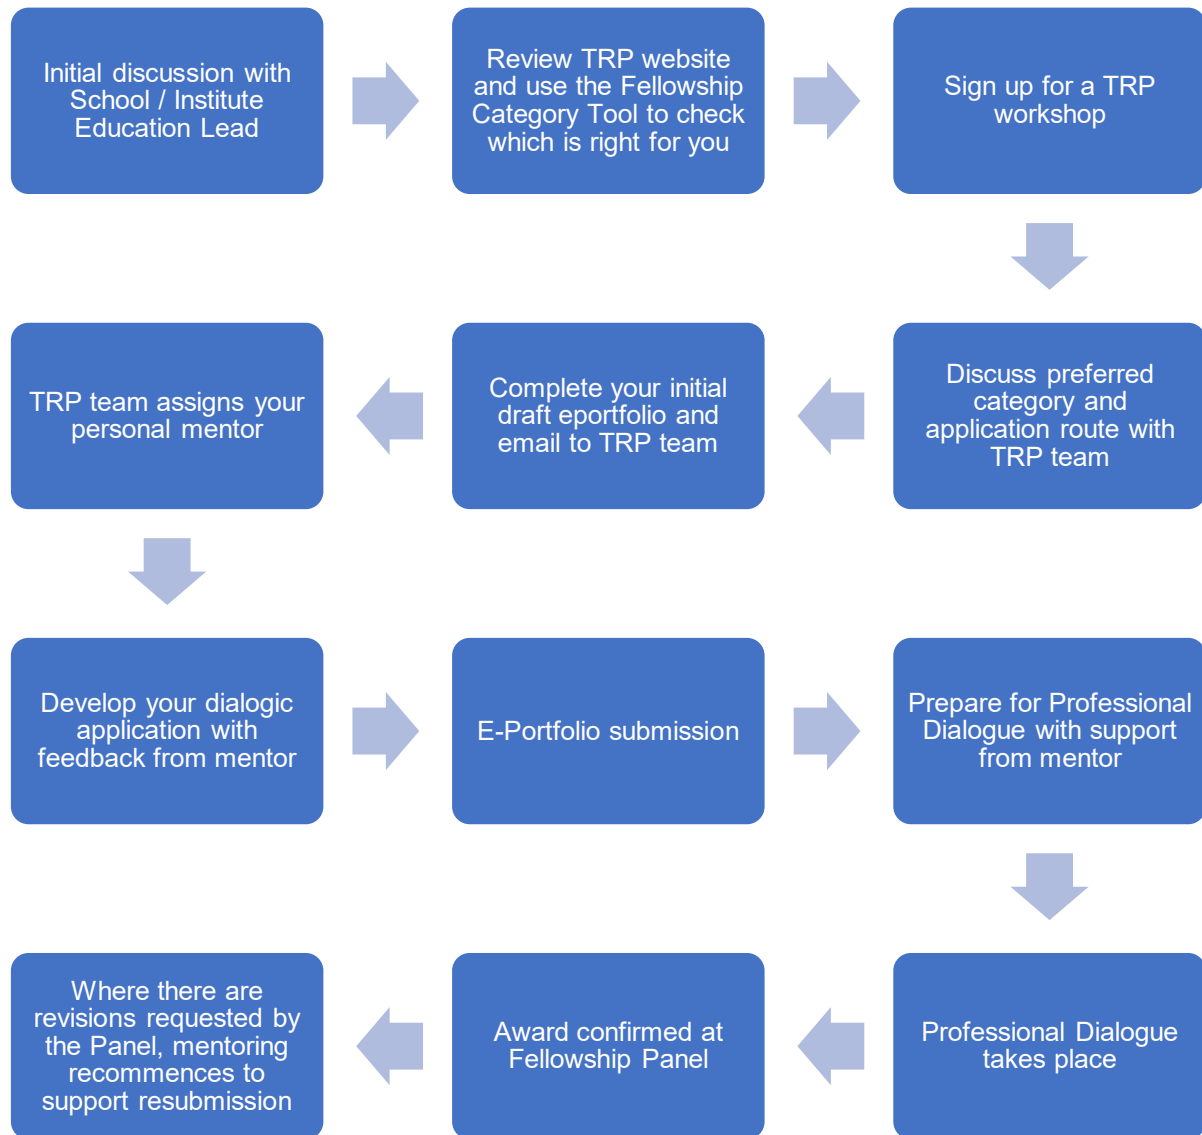 Initial discussion with
School / Institute
Education Lead
Review TRP website
and use the Fellowship
Category Tool to check
which is right for you
Sign up for a TRP
workshop
Discuss preferred
category and
application route with
TRP team
Complete your initial
draft eportfolio and
email to TRP team
TRP team assigns your
personal mentor
Develop your dialogic
application with
feedback from mentor
E-Portfolio submission
Prepare for Professional
Dialogue with support
from mentor
Professional Dialogue
takes place
Award confirmed at
Fellowship Panel
Where there are
revisions requested by
the Panel, mentoring
recommences to
support resubmission